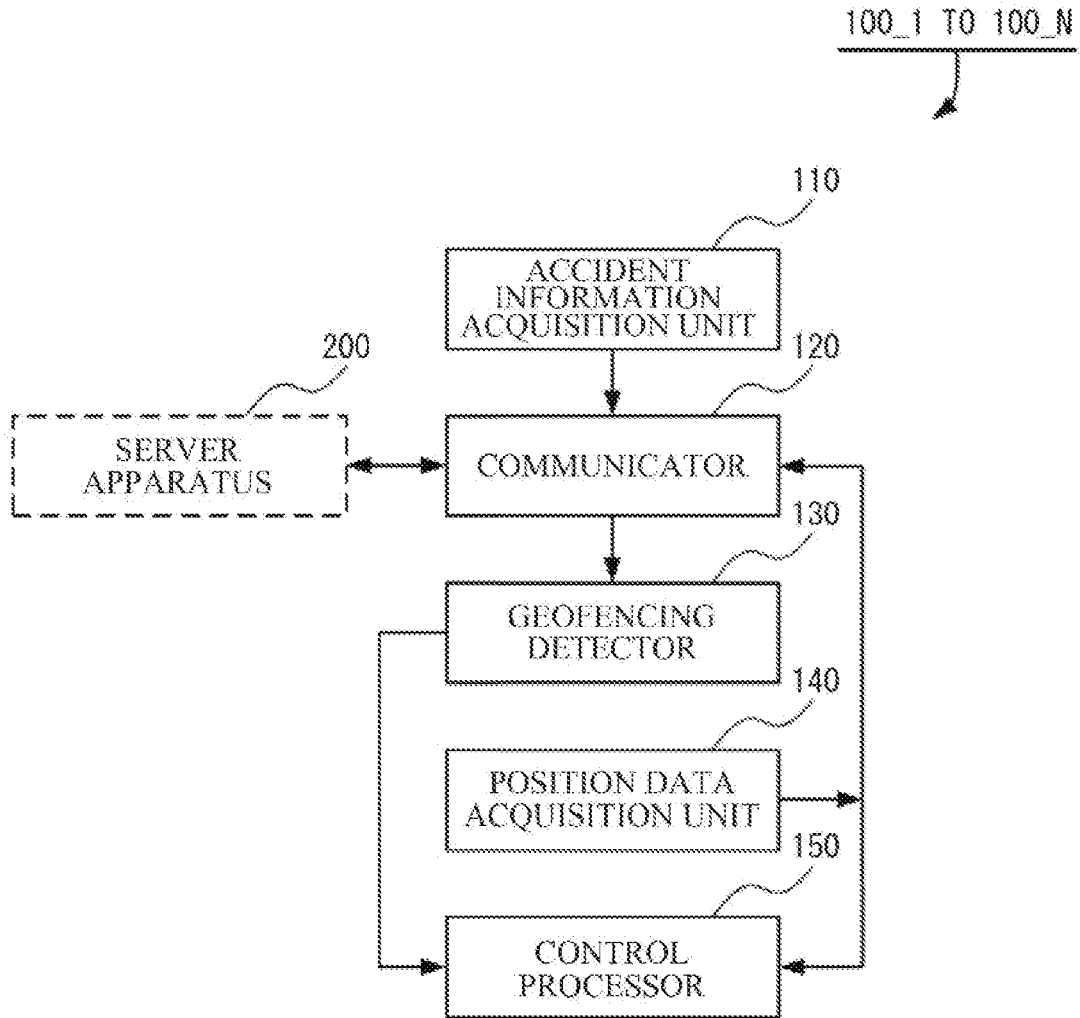 100_1 TO 100_N
110
ACCIDENT
INFORMATION
ACQUISITION UNIT
200
120
SERVER
APPARATUS
COMMUNICATOR
130
GEOFENCING
DETECTOR
140
POSITION DATA
ACQUISITION UNIT
150
CONTROL
PROCESSOR